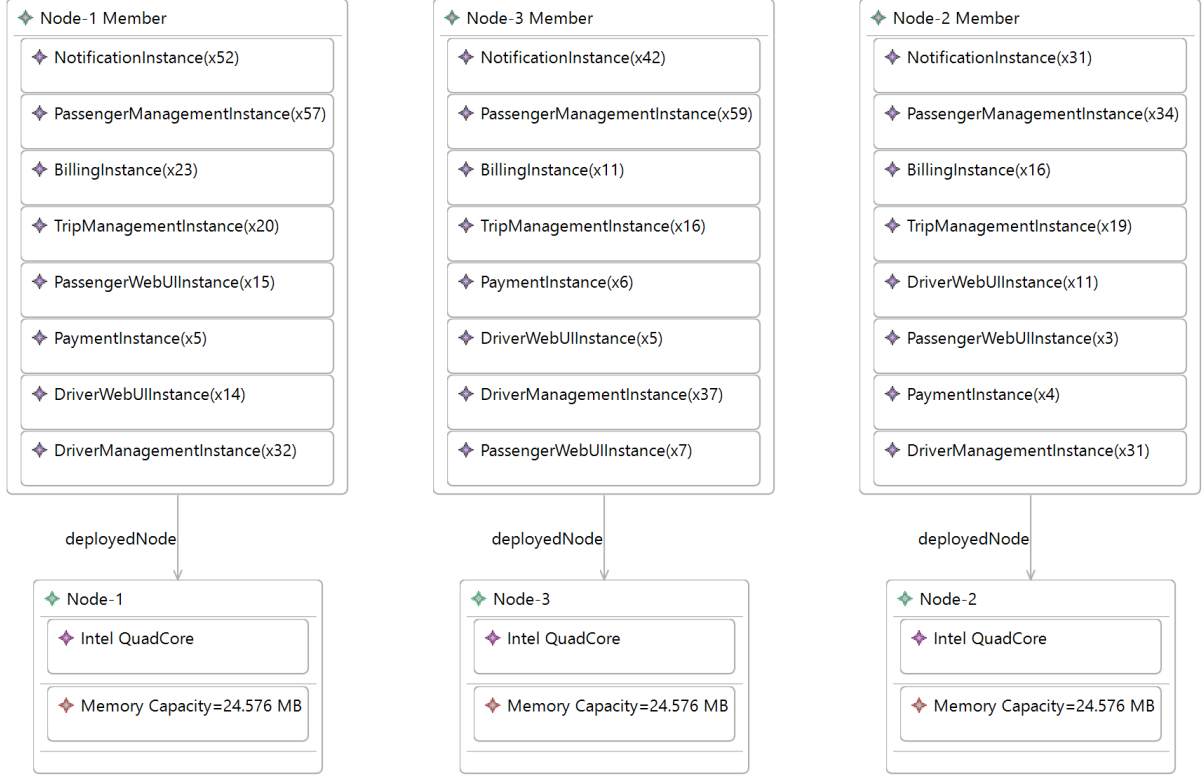 Node-1 Member
NotificationInstance(x52)
PassengerManagementInstance(x57)
BillingInstance(x23)
TripManagementInstance(x20)
PassengerWebUIInstance(x15)
PaymentInstance(x5)
DriverWebUIInstance(x14)
DriverManagementInstance(x32)
deployedNode
Node-1
Intel QuadCore
Memory Capacity=24.576 MB
Node-3 Member
NotificationInstance(x42)
PassengerManagementInstance(x59)
BillingInstance(x11)
TripManagementInstance(x16)
PaymentInstance(x6)
DriverWebUIInstance(x5)
DriverManagementInstance(x37)
PassengerWebUIInstance(x7)
deployedNode
Node-3
Intel QuadCore
Memory Capacity=24.576 MB
Node-2 Member
NotificationInstance(x31)
PassengerManagementInstance(x34)
BillingInstance(x16)
TripManagementInstance(x19)
DriverWebUIInstance(x11)
PassengerWebUIInstance(x3)
PaymentInstance(x4)
DriverManagementInstance(x31)
deployedNode
Node-2
Intel QuadCore
Memory Capacity=24.576 MB